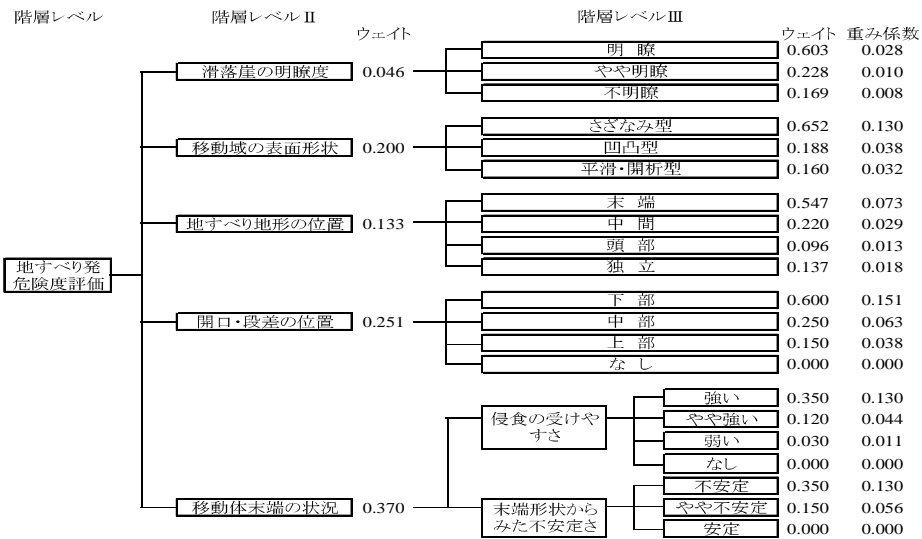 階層レベル 階層レベルⅡ 階層レベルⅢ
ウェイト ウェイト 重み係数
明 瞭 0.603 0.028
滑落崖の明瞭度 0.046 やや明瞭 0.228 0.010
不明瞭 0.169 0.008
さざなみ型 0.652 0.130
移動域の表面形状 0.200 凹凸型 0.188 0.038
平滑・開析型 0.160 0.032
末 端 0.547 0.073
地すべり地形の位置 0.133 中 間 0.220 0.029
頭 部 0.096 0.013
地すべり発 独 立 0.137 0.018
危険度評価
下 部 0.600 0.151
開口・段差の位置 0.251 中 部 0.250 0.063
上 部 0.150 0.038
な し 0.000 0.000
強い 0.350 0.130
侵食の受けや やや強い 0.120 0.044
すさ 弱い 0.030 0.011
なし 0.000 0.000
不安定 0.350 0.130
移動体末端の状況 0.370 末端形状から やや不安定 0.150 0.056
みた不安定さ 安定 0.000 0.000